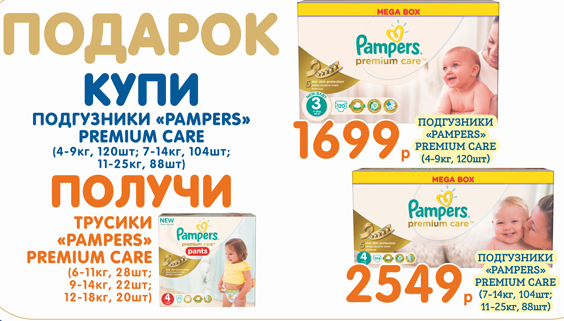 ПОДАРОК
КУПИ
ПОДГУЗНИКИ «PAMPERS»
PREMIUM CARE
(4-9кг, 120шт; 7-14кг, 104шт;
11-25кг, 88шт)
ПОЛУЧИ
ТРУСИКИ
«PAMPERS»
PREMIUM CARE
(6-11кг, 28шт;
9-14кг, 22шт;
12-18кг, 20шт)
NEW
Pampers
premium care
pants
4
MEGA BOX
Pampers
premium care
3
120
1699 р
ПОДГУЗНИКИ
«PAMPERS»
PREMIUM CARE
(4-9кг, 120шт)
MEGA BOX
Pampers
premium care
4
2549 р
ПОДГУЗНИКИ
«PAMPERS»
PREMIUM CARE
(7-14кг, 104шт;
11-25кг, 88шт)